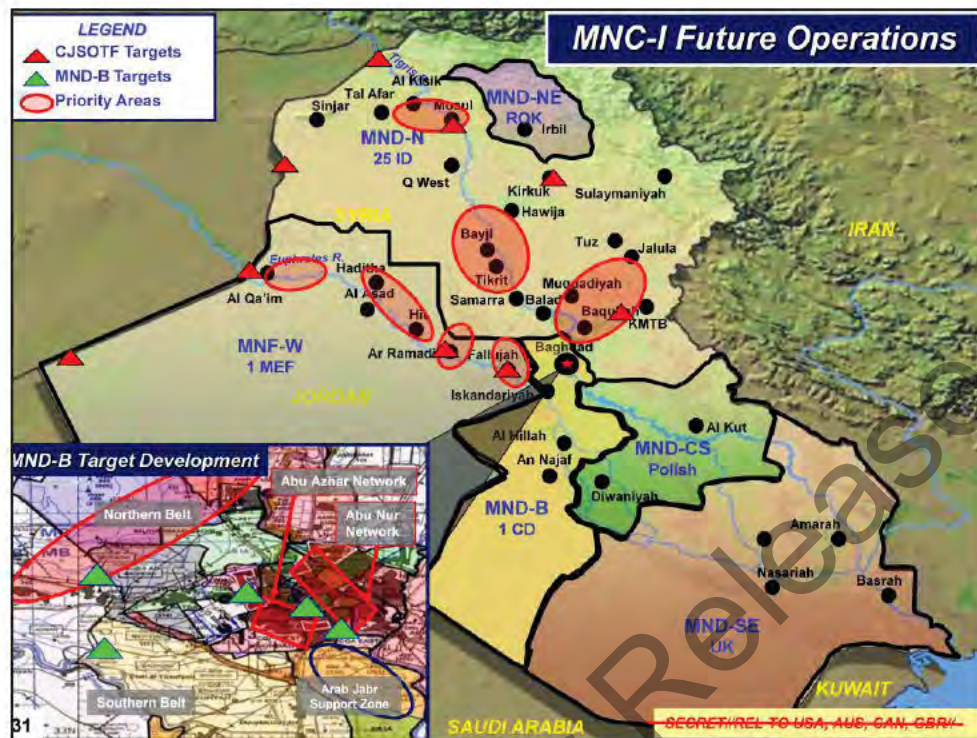 LEGEND
CJSOTF Targets
MND-B Targets
Priority Areas
MNC-I Future Operations
Tigris
Al Kisik
Tal Afar
Mosul
Sinjar
MND-NE
ROK
Irbil
MND-N
25 ID
Q West
Kirkuk
Sulaymaniyah
Hawija
SYRIA
IRAN
Bayji
Tuz
Jalula
Tikrit
Euphrates R.
Haditha
Al Qa'im
Al Asad
Samarra
Balad
Muqdadiyah
Hit
Baqubah
KMTB
MNF-W
1 MEF
Ar Ramadi
Fallujah
Baghdad
JORDAN
Iskandariyah
Al Hillah
Al Kut
MND-CS
Polish
An Najaf
Diwaniyah
MND-B
1 CD
Amarah
Nasariah
Basrah
MND-SE
UK
KUWAIT
SAUDI ARABIA
SECRET//REL TO USA, AUS, CAN, GBR//
MND-B Target Development
Abu Azhar Network
Northern Belt
Abu Nur
Network
Southern Belt
Arab Jabr
Support Zone
31
Release